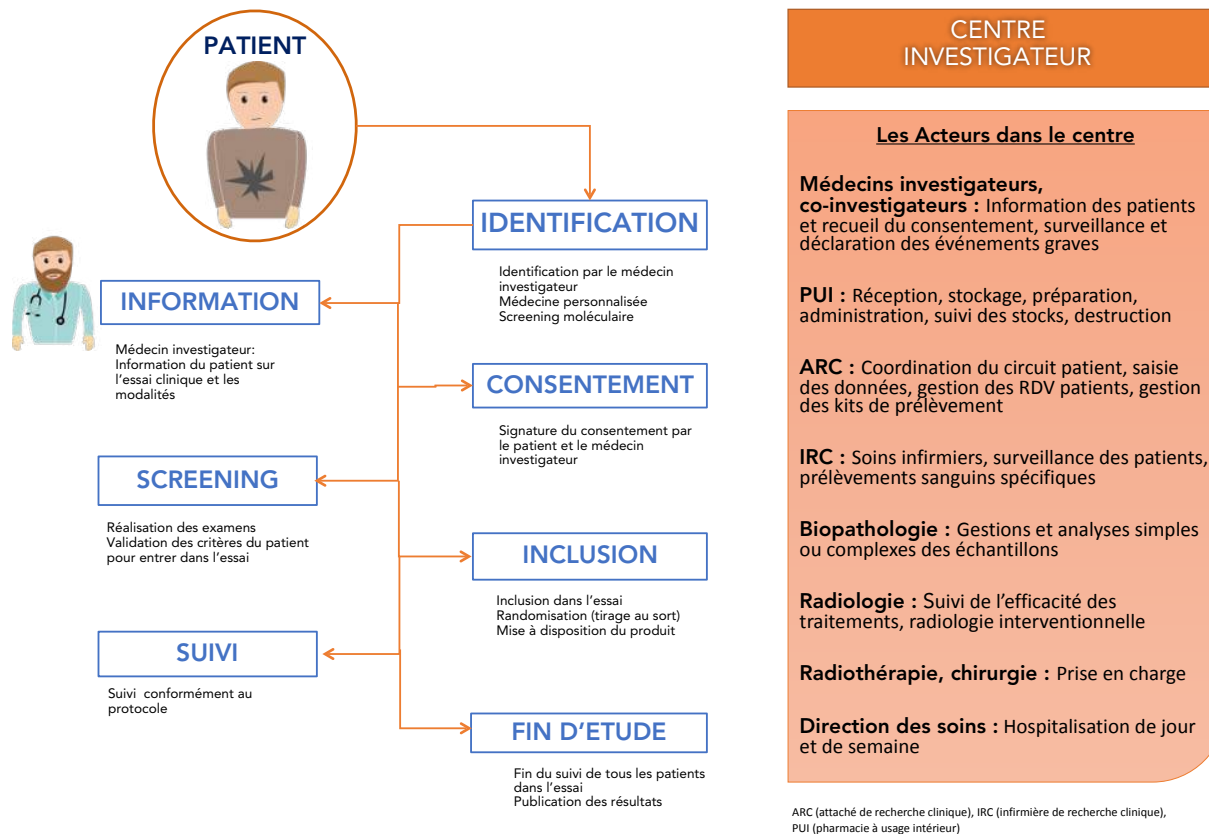 PATIENT
IDENTIFICATION
Identification par le médecin
investigateur
Médecine personnalisée
Screening moléculaire
INFORMATION
Médecin investigateur:
Information du patient sur
l'essai clinique et les
modalités
CONSENTEMENT
Signature du consentement par
le patient et le médecin
investigateur
SCREENING
Réalisation des examens
Validation des critères du patient
pour entrer dans l'essai
INCLUSION
Inclusion dans l'essai
Randomisation (tirage au sort)
Mise à disposition du produit
SUIVI
Suivi conformément au
protocole
FIN D'ETUDE
Fin du suivi de tous les patients
dans l'essai
Publication des résultats
CENTRE
INVESTIGATEUR
Les Acteurs dans le centre
Médecins investigateurs,
co-investigateurs : Information des patients
et recueil du consentement, surveillance et
déclaration des événements graves
PUI : Réception, stockage, préparation,
administration, suivi des stocks, destruction
ARC : Coordination du circuit patient, saisie
des données, gestion des RDV patients, gestion
des kits de prélèvement
IRC : Soins infirmiers, surveillance des patients,
prélèvements sanguins spécifiques
Biopathologie : Gestions et analyses simples
ou complexes des échantillons
Radiologie : Suivi de l'efficacité des
traitements, radiologie interventionnelle
Radiothérapie, chirurgie : Prise en charge
Direction des soins : Hospitalisation de jour
et de semaine
ARC (attaché de recherche clinique), IRC (infirmière de recherche clinique),
PUI (pharmacie à usage intérieur)